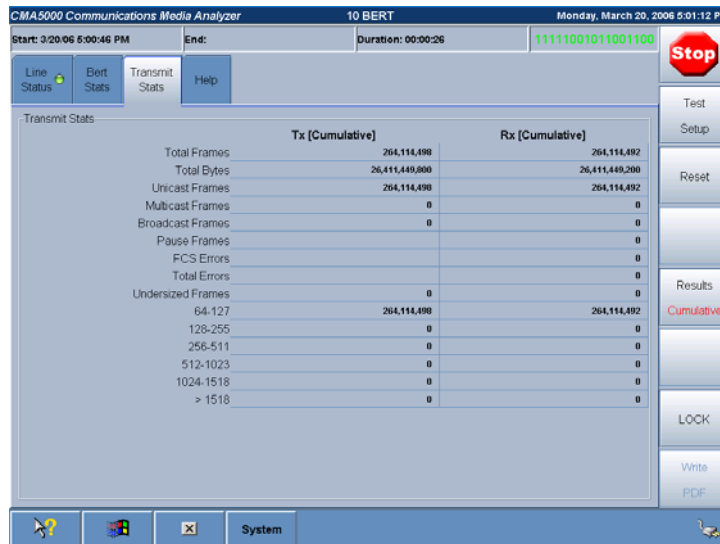 CMA5000 Communications Media Analyzer 10 BERT Monday, March 20, 2006 5:01:12 P
Start: 3/20/06 5:00:46 PM End: Duration: 00:00:26 11111001011001100
Stop
Line Status Bert Stats Transmit Stats Help
Test Setup
Transmit Stats
Tx [Cumulative] Rx [Cumulative]
Total Frames 264,114,498 264,114,492
Total Bytes 26,411,449,800 26,411,449,200
Reset
Unicast Frames 264,114,498 264,114,492
Multicast Frames 0 0
Broadcast Frames 0 0
Pause Frames 0
FCS Errors 0
Total Errors 0
Results Cumulative
Undersized Frames 0 0
64-127 264,114,498 264,114,492
128-255 0 0
256-511 0 0
512-1023 0 0
1024-1518 0 0
> 1518 0 0
LOCK
Write PDF
System